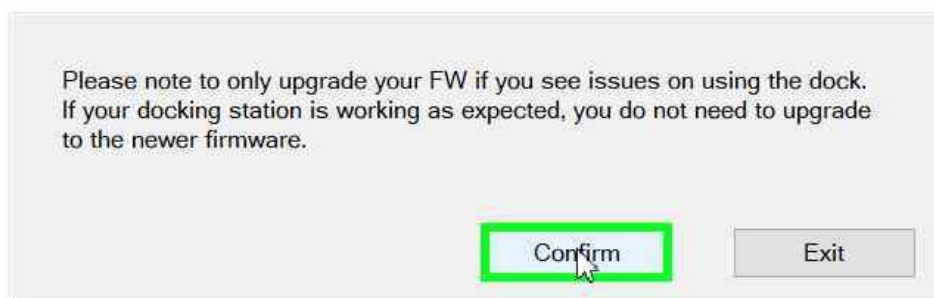 Please note to only upgrade your FW if you see issues on using the dock.
If your docking station is working as expected, you do not need to upgrade
to the newer firmware.
Confirm
Exit